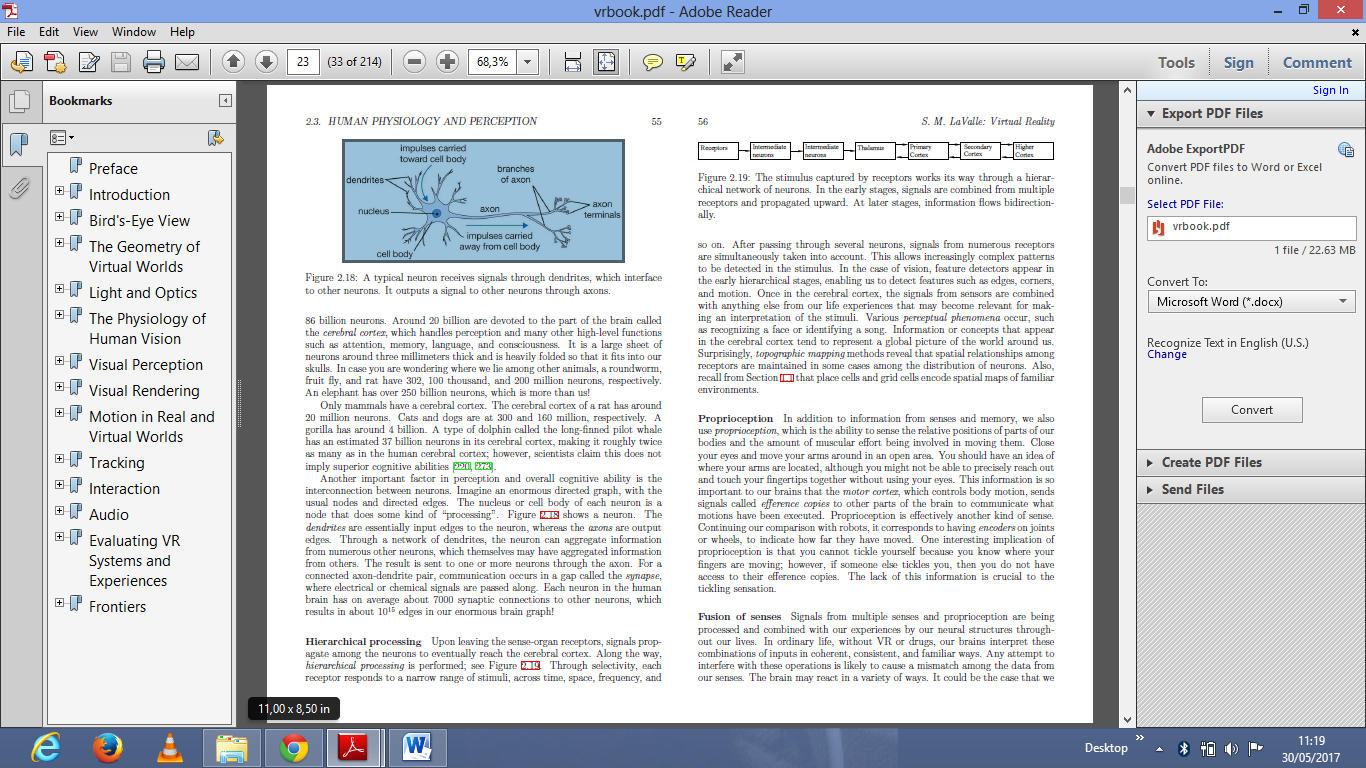 vrbook.pdf - Adobe Reader
File Edit View Window Help
23 (33 of 214) 68,3% Tools Sign Comment
Bookmarks
Preface
Introduction
Bird's-Eye View
The Geometry of
Virtual Worlds
Light and Optics
The Physiology of
Human Vision
Visual Perception
Visual Rendering
Motion in Real and
Virtual Worlds
Tracking
Interaction
Audio
Evaluating VR
Systems and
Experiences
Frontiers
2.3. HUMAN PHYSIOLOGY AND PERCEPTION 55
impulses carried
toward cell body
branches
of axon
dendrites
nucleus
axon
axon
terminals
impulses carried
away from cell body
cell body
Figure 2.18: A typical neuron receives signals through dendrites, which interface
to other neurons. It outputs a signal to other neurons through axons.
86 billion neurons. Around 20 billion are devoted to the part of the brain called
the cerebral cortex, which handles perception and many other high-level functions
such as attention, memory, language, and consciousness. It is a large sheet of
neurons around three millimeters thick and is heavily folded so that it fits into our
skulls. In case you are wondering where we lie among other animals, a roundworm,
fruit fly, and rat have 302, 100 thousand, and 200 million neurons, respectively.
An elephant has over 250 billion neurons, which is more than us!
Only mammals have a cerebral cortex. The cerebral cortex of a rat has around
20 million neurons. Cats and dogs are at 300 and 160 million, respectively. A
gorilla has around 4 billion. A type of dolphin called the long-finned pilot whale
has an estimated 37 billion neurons in its cerebral cortex, making it roughly twice
as many as in the human cerebral cortex; however, scientists claim this does not
imply superior cognitive abilities [220, 273].
Another important factor in perception and overall cognitive ability is the
interconnection between neurons. Imagine an enormous directed graph, with the
usual nodes and directed edges. The nucleus or cell body of each neuron is a
node that does some kind of “processing”. Figure 2.18 shows a neuron. The
dendrites are essentially input edges to the neuron, whereas the axons are output
edges. Through a network of dendrites, the neuron can aggregate information
from numerous other neurons, which themselves may have aggregated information
from others. The result is sent to one or more neurons through the axon. For a
connected axon-dendrite pair, communication occurs in a gap called the synapse,
where electrical or chemical signals are passed along. Each neuron in the human
brain has on average about 7000 synaptic connections to other neurons, which
results in about 10¹⁵ edges in our enormous brain graph!
Hierarchical processing Upon leaving the sense-organ receptors, signals prop-
agate among the neurons to eventually reach the cerebral cortex. Along the way,
hierarchical processing is performed; see Figure 2.19. Through selectivity, each
receptor responds to a narrow range of stimuli, across time, space, frequency, and
56 S. M. LaValle: Virtual Reality
Receptors
Intermediate
neurons
Intermediate
neurons
Thalamus
Primary
Cortex
Secondary
Cortex
Higher
Cortex
Figure 2.19: The stimulus captured by receptors works its way through a hierar-
chical network of neurons. In the early stages, signals are combined from multiple
receptors and propagated upward. At later stages, information flows bidirection-
ally.
so on. After passing through several neurons, signals from numerous receptors
are simultaneously taken into account. This allows increasingly complex patterns
to be detected in the stimulus. In the case of vision, feature detectors appear in
the early hierarchical stages, enabling us to detect features such as edges, corners,
and motion. Once in the cerebral cortex, the signals from sensors are combined
with anything else from our life experiences that may become relevant for mak-
ing an interpretation of the stimuli. Various perceptual phenomena occur, such
as recognizing a face or identifying a song. Information or concepts that appear
in the cerebral cortex tend to represent a global picture of the world around us.
Surprisingly, topographic mapping methods reveal that spatial relationships among
receptors are maintained in some cases among the distribution of neurons. Also,
recall from Section 1.1 that place cells and grid cells encode spatial maps of familiar
environments.
Proprioception In addition to information from senses and memory, we also
use proprioception, which is the ability to sense the relative positions of parts of our
bodies and the amount of muscular effort being involved in moving them. Close
your eyes and move your arms around in an open area. You should have an idea of
where your arms are located, although you might not be able to precisely reach out
and touch your fingertips together without using your eyes. This information is so
important to our brains that the motor cortex, which controls body motion, sends
signals called efference copies to other parts of the brain to communicate what
motions have been executed. Proprioception is effectively another kind of sense.
Continuing our comparison with robots, it corresponds to having encoders on joints
or wheels, to indicate how far they have moved. One interesting implication of
proprioception is that you cannot tickle yourself because you know where your
fingers are moving; however, if someone else tickles you, then you do not have
access to their efference copies. The lack of this information is crucial to the
tickling sensation.
Fusion of senses Signals from multiple senses and proprioception are being
processed and combined with our experiences by our neural structures through-
out our lives. In ordinary life, without VR or drugs, our brains interpret these
combinations of inputs in coherent, consistent, and familiar ways. Any attempt to
interfere with these operations is likely to cause a mismatch among the data from
our senses. The brain may react in a variety of ways. It could be the case that we
11,00 x 8,50 in
Sign In
Export PDF Files
Adobe ExportPDF
Convert PDF files to Word or Excel
online.
Select PDF File:
vrbook.pdf
1 file / 22.63 MB
Convert To:
Microsoft Word (*.docx)
Recognize Text in English (U.S.)
Change
Convert
Create PDF Files
Send Files
Desktop
11:19
30/05/2017